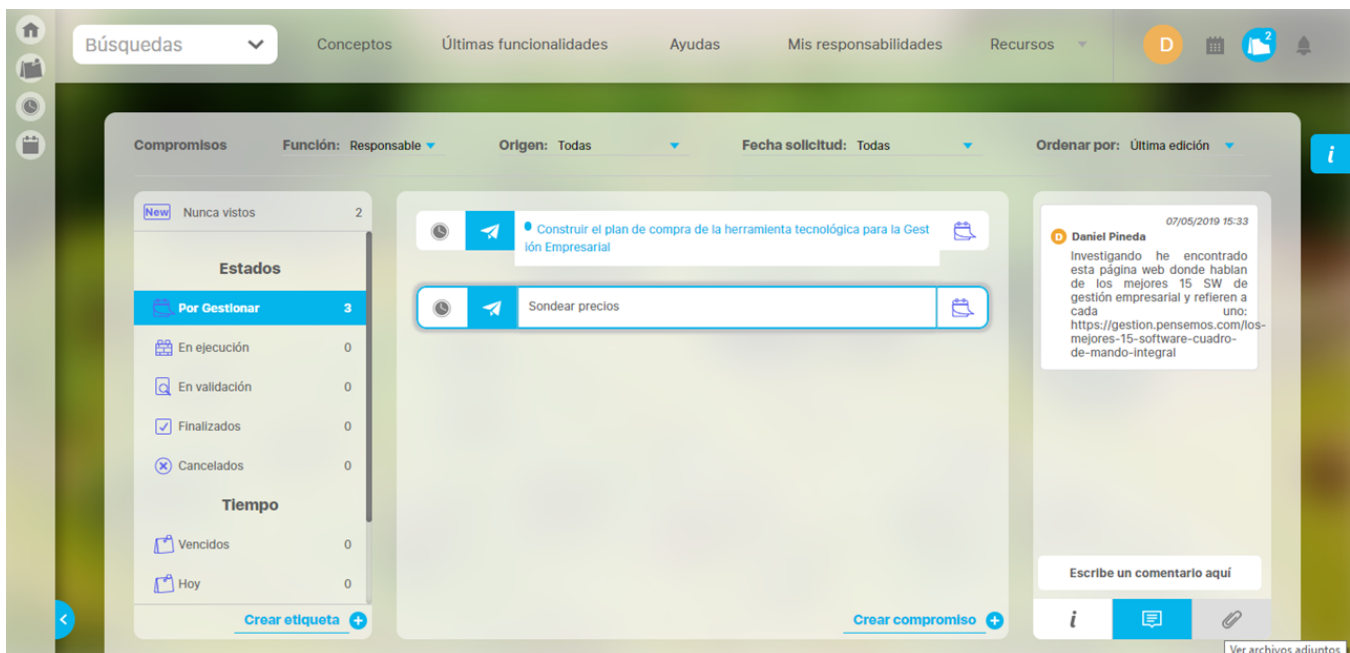 Búsquedas
Conceptos
Últimas funcionalidades
Ayudas
Mis responsabilidades
Recursos
D
2
Compromisos
Función: Responsable
Origen: Todas
Fecha solicitud: Todas
Ordenar por: Última edición
i
New Nunca vistos 2
Estados
Por Gestionar 3
En ejecución 0
En validación 0
Finalizados 0
Cancelados 0
Tiempo
Vencidos 0
Hoy 0
Crear etiqueta
Construir el plan de compra de la herramienta tecnológica para la Gest
ión Empresarial
Sondear precios
Crear compromiso
07/05/2019 15:33
D Daniel Pineda
Investigando he encontrado
esta página web donde hablan
de los mejores 15 SW de
gestión empresarial y refieren a
cada uno:
https://gestion.pensemos.com/los-
mejores-15-software-cuadro-
de-mando-integral
Escribe un comentario aquí
i
Ver archivos adjuntos